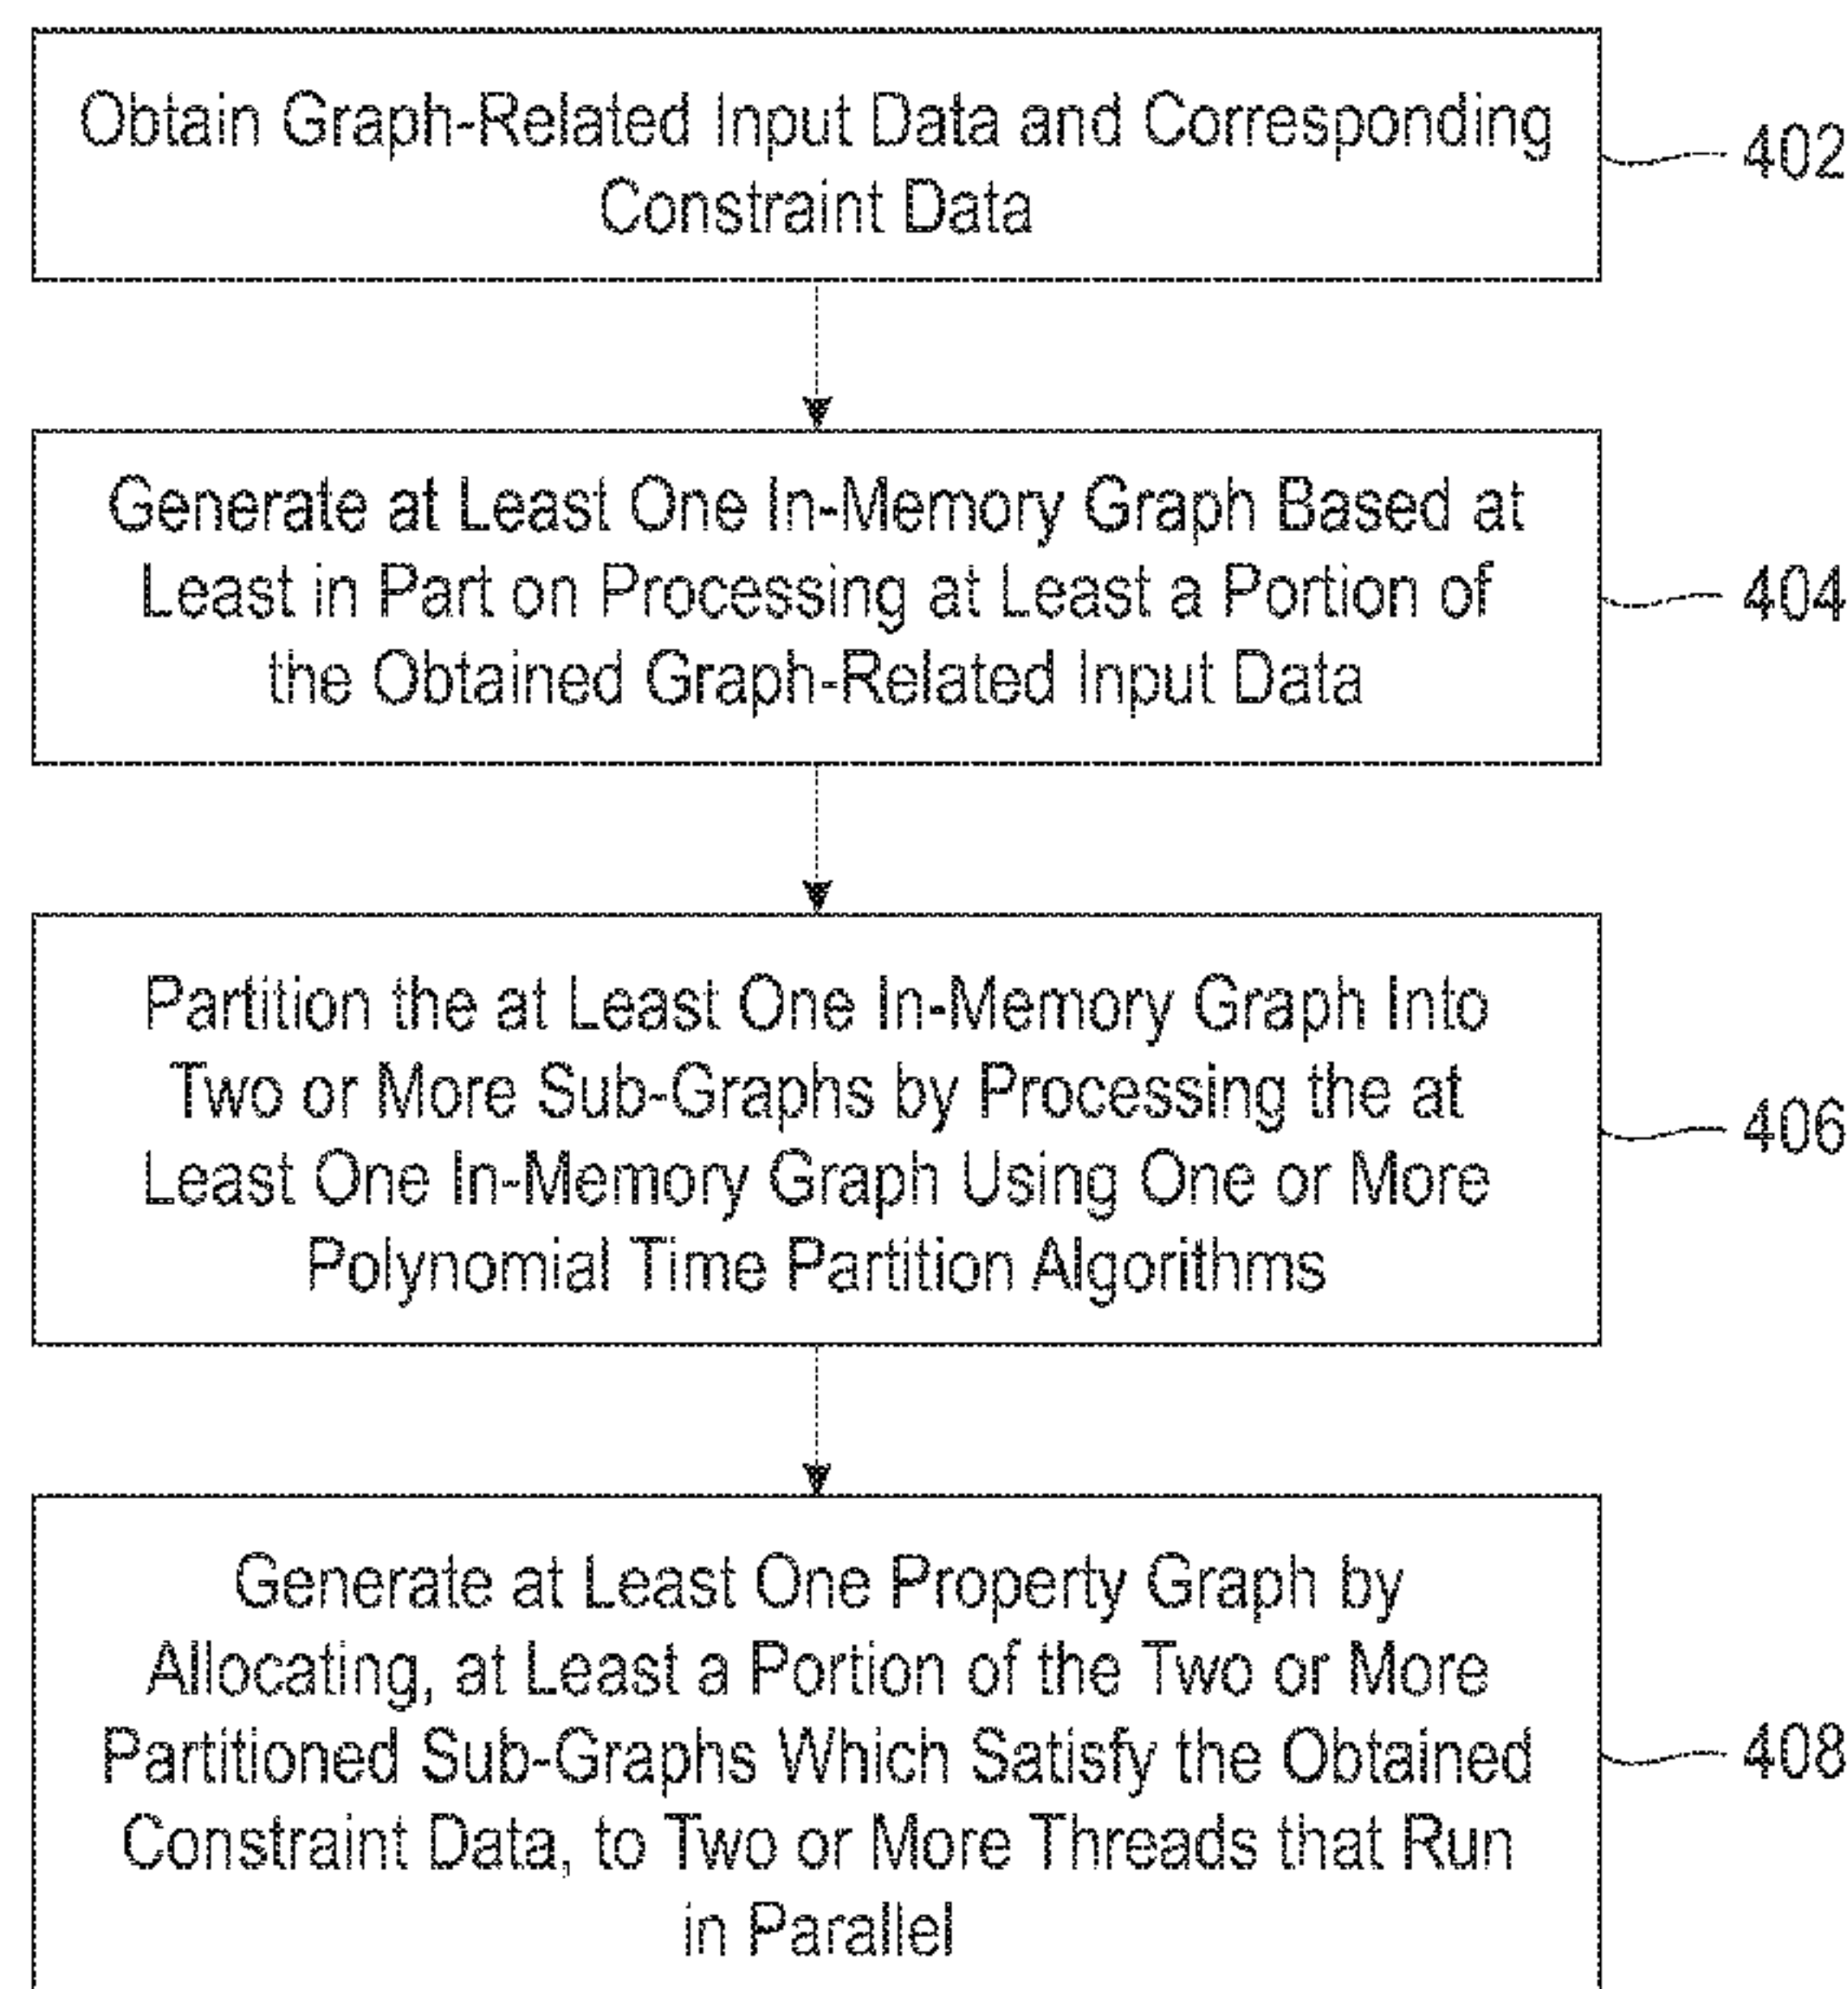 Obtain Graph-Related Input Data and Corresponding
Constraint Data
402
Generate at Least One In-Memory Graph Based at
Least in Part on Processing at Least a Portion of
the Obtained Graph-Related Input Data
404
Partition the at Least One In-Memory Graph Into
Two or More Sub-Graphs by Processing the at
Least One In-Memory Graph Using One or More
Polynomial Time Partition Algorithms
406
Generate at Least One Property Graph by
Allocating, at Least a Portion of the Two or More
Partitioned Sub-Graphs Which Satisfy the Obtained
Constraint Data, to Two or More Threads that Run
in Parallel
408